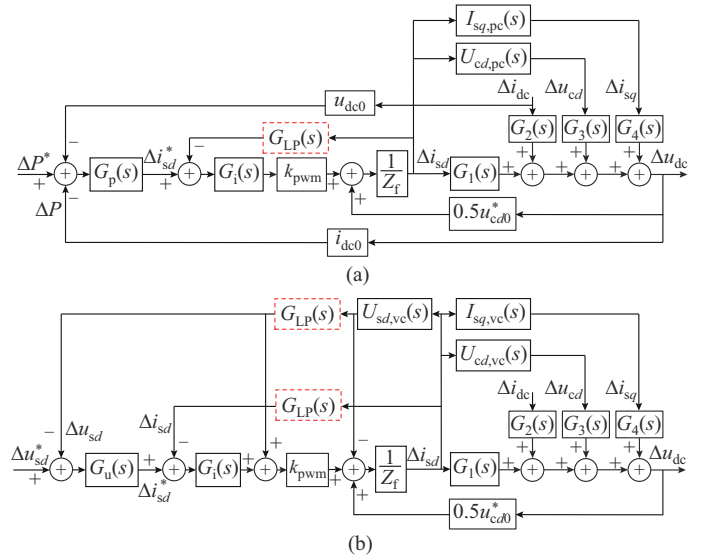 I_{sq,pc}(s)
U_{cd,pc}(s)
Δi_{dc} Δu_{cd} Δi_{sq}
u_{dc0}
− G_{LP}(s) G_2(s) G_3(s) G_4(s)
−
ΔP^* Δi_{sd}^* Δi_{sd} Δu_{dc}
+ G_p(s) + G_i(s) k_{pwm} + 1/Z_f G_1(s) + + + + + +
ΔP − + 0.5u_{cd0}^*
i_{dc0}
(a)
G_{LP}(s) U_{sd,vc}(s) I_{sq,vc}(s)
U_{cd,vc}(s)
G_{LP}(s) Δi_{dc} Δu_{cd} Δi_{sq}
− Δu_{sd} Δi_{sd} − + − G_2(s) G_3(s) G_4(s)
Δu_{sd}^* Δi_{sd} Δu_{dc}
+ G_u(s) + G_i(s) + k_{pwm} + 1/Z_f G_1(s) + + + + + +
Δi_{sd}^* + 0.5u_{cd0}^*
(b)